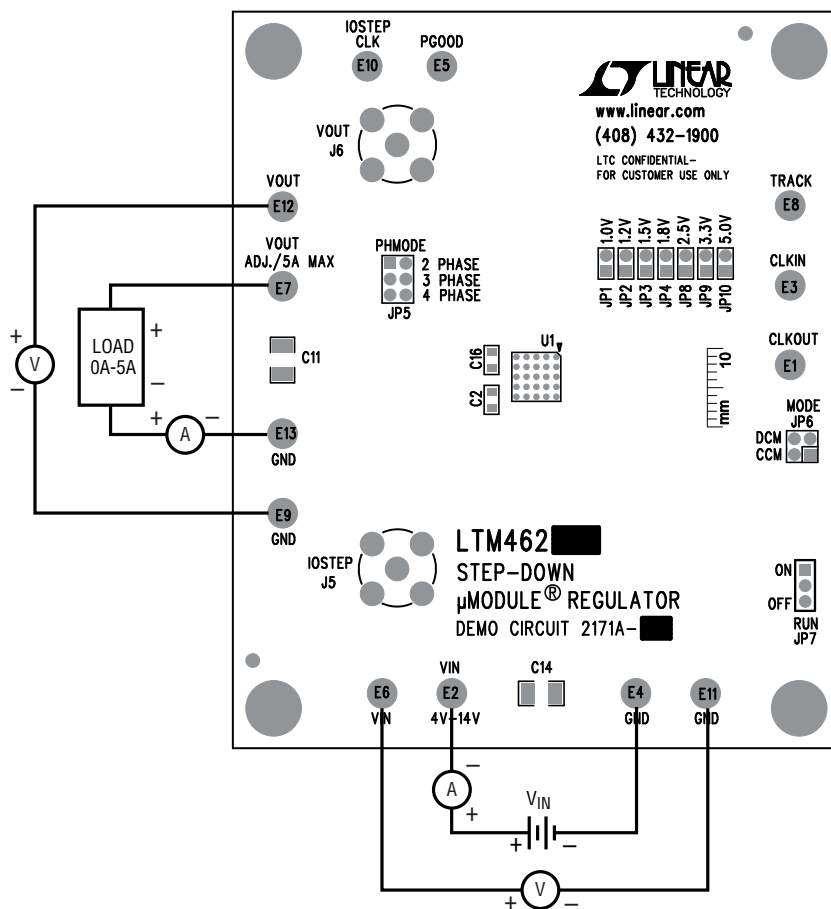 IOSTEP
CLK
E10
PGOOD
E5
LT LINEAR
TECHNOLOGY
www.linear.com
(408) 432-1900
LTC CONFIDENTIAL–
FOR CUSTOMER USE ONLY
VOUT
J6
VOUT
E12
TRACK
E8
VOUT
ADJ./5A MAX
E7
PHMODE
2 PHASE
3 PHASE
4 PHASE
JP5
1.0V
1.2V
1.5V
1.8V
2.5V
3.3V
5.0V
JP1
JP2
JP3
JP4
JP8
JP9
JP10
CLKIN
E3
+
V
–
LOAD
0A-5A
+
–
C11
C16
C2
U1
10
mm
CLKOUT
E1
MODE
JP6
DCM
CCM
+
A
–
E13
GND
E9
GND
IOSTEP
J5
LTM462
STEP-DOWN
µMODULE® REGULATOR
DEMO CIRCUIT 2171A-
ON
OFF
RUN
JP7
E6
VIN
VIN
E2
4V-14V
C14
E4
GND
E11
GND
–
A
+
VIN
+
–
+
V
–